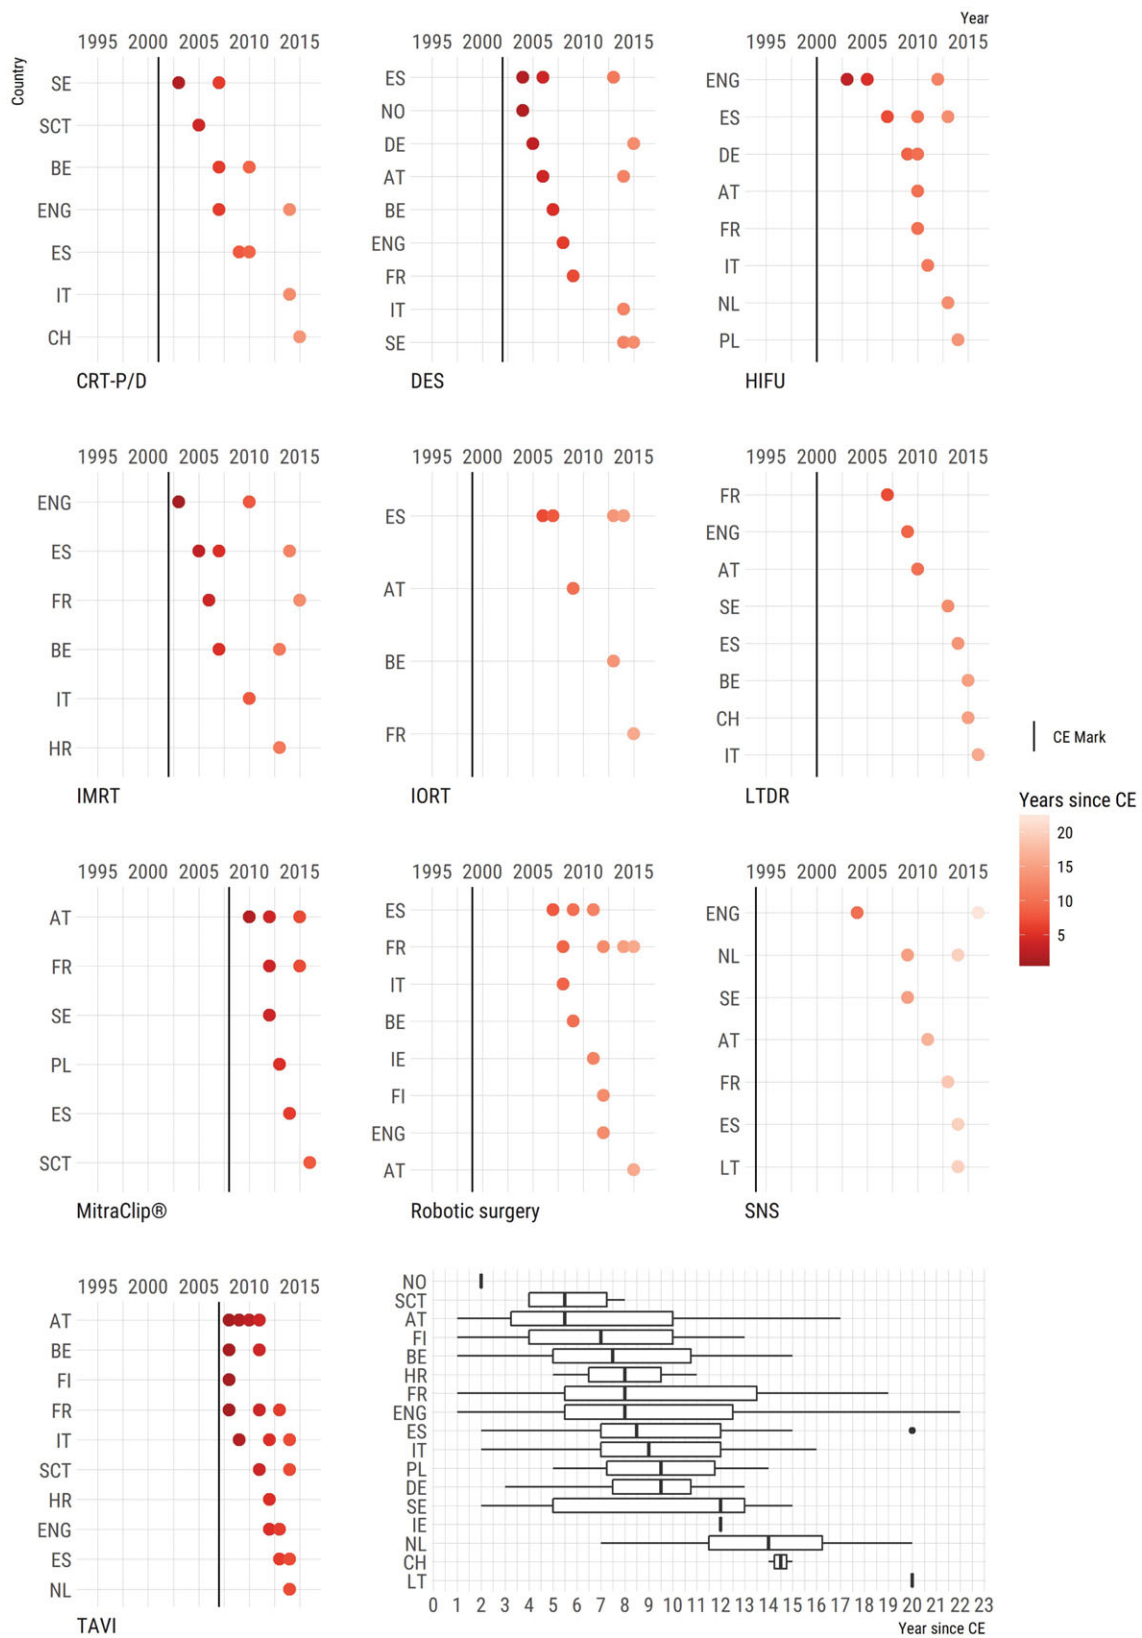 Year
Country
1995 2000 2005 2010 2015
SE
SCT
BE
ENG
ES
IT
CH
CRT-P/D
1995 2000 2005 2010 2015
ES
NO
DE
AT
BE
ENG
FR
IT
SE
DES
1995 2000 2005 2010 2015
ENG
ES
DE
AT
FR
IT
NL
PL
HIFU
1995 2000 2005 2010 2015
ENG
ES
FR
BE
IT
HR
IMRT
1995 2000 2005 2010 2015
ES
AT
BE
FR
IORT
1995 2000 2005 2010 2015
FR
ENG
AT
SE
ES
BE
CH
IT
LTDR
CE Mark
Years since CE
20
15
10
5
1995 2000 2005 2010 2015
AT
FR
SE
PL
ES
SCT
MitraClip®
1995 2000 2005 2010 2015
ES
FR
IT
BE
IE
FI
ENG
AT
Robotic surgery
1995 2000 2005 2010 2015
ENG
NL
SE
AT
FR
ES
LT
SNS
1995 2000 2005 2010 2015
AT
BE
FI
FR
IT
SCT
HR
ENG
ES
NL
TAVI
NO
SCT
AT
FI
BE
HR
FR
ENG
ES
IT
PL
DE
SE
IE
NL
CH
LT
0 1 2 3 4 5 6 7 8 9 10 11 12 13 14 15 16 17 18 19 20 21 22 23
Year since CE